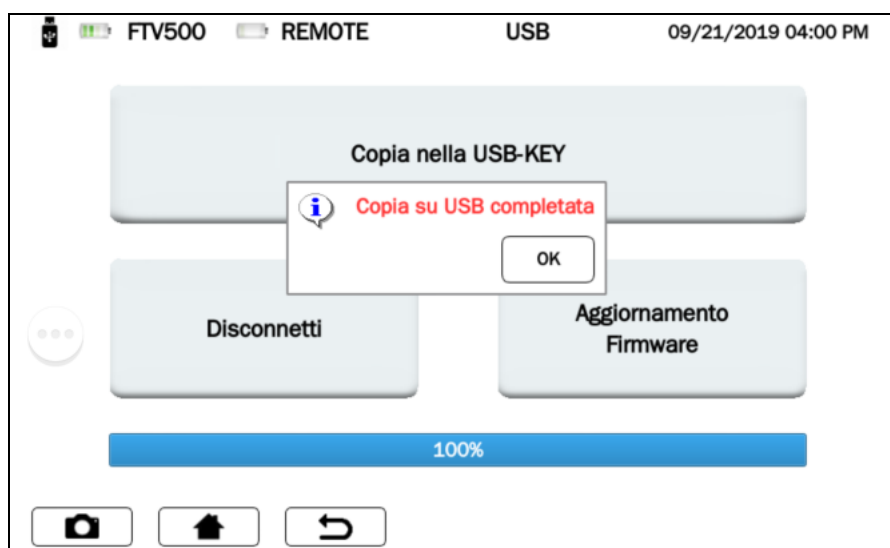 FTV500 REMOTE USB 09/21/2019 04:00 PM
Copia nella USB-KEY
Copia su USB completata
OK
Disconnetti
Aggiornamento
Firmware
100%